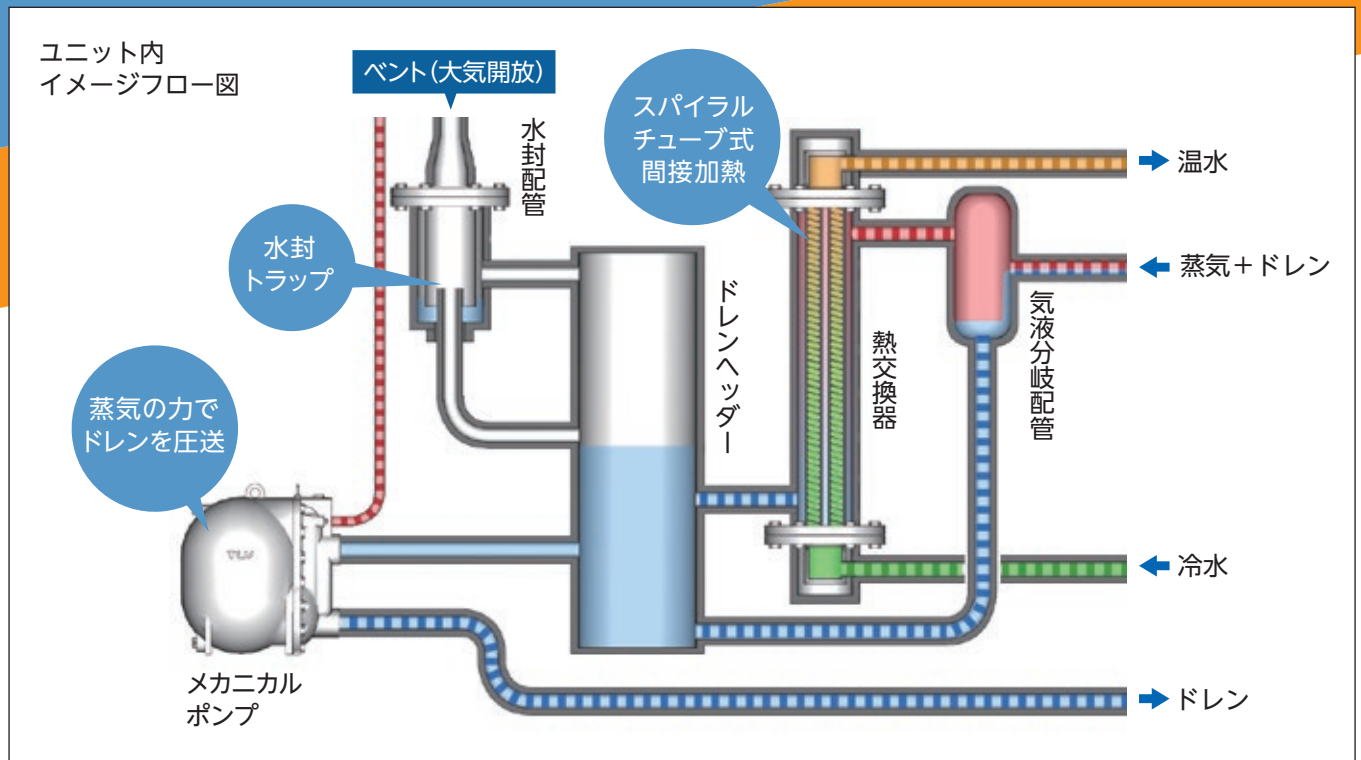 ユニット内
イメージフロー図
ベント(大気開放)
水封配管
スパイラル
チューブ式
間接加熱
温水
水封
トラップ
蒸気＋ドレン
ドレンヘッダー
熱交換器
気液分岐配管
蒸気の力で
ドレンを圧送
TLV
冷水
メカニカル
ポンプ
ドレン